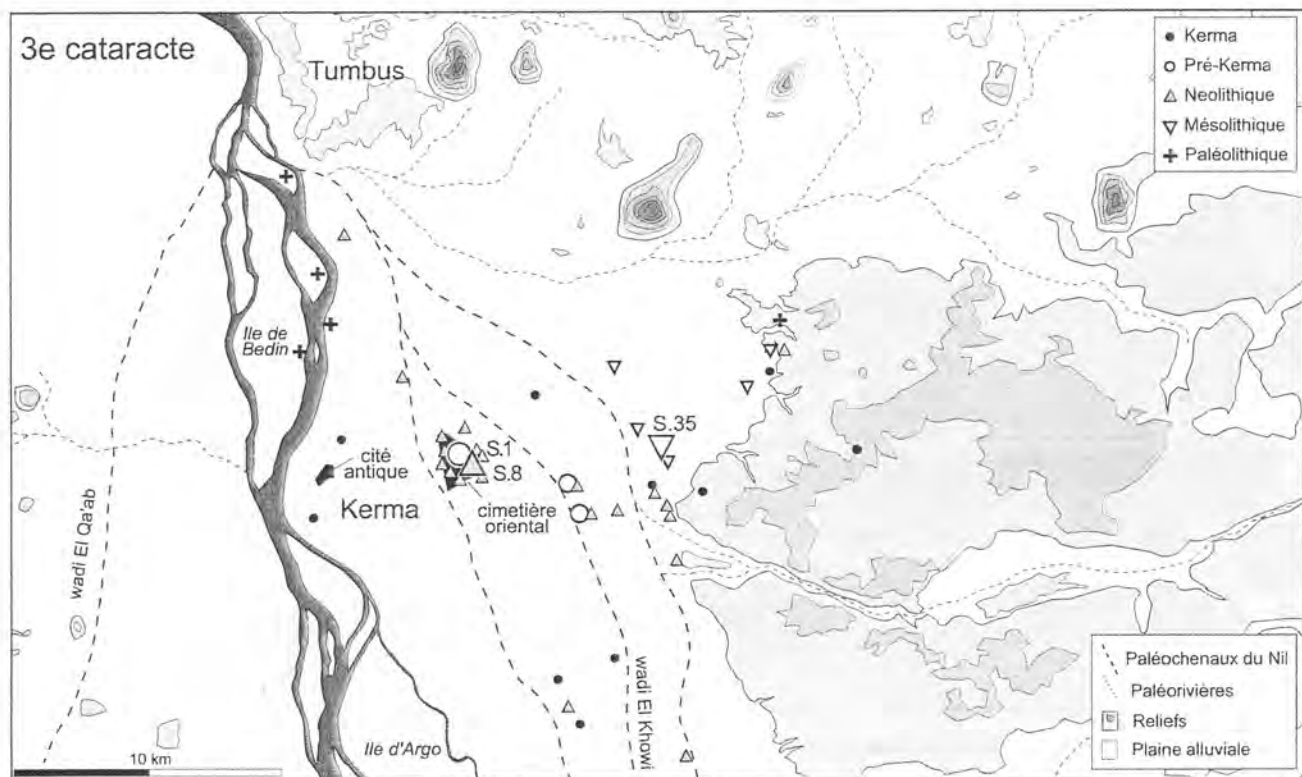 3e cataracte
Tumbus
Kerma
Pré-Kerma
Neolithique
Mésolithique
Paléolithique
Ile de
Bedin
cité
antique
S.1
S.8
S.35
Kerma
cimetière
oriental
wadi El Qa'ab
wadi El Khowi
Ile d'Argo
10 km
Paléochenaux du Nil
Paléorivières
Reliefs
Plaine alluviale